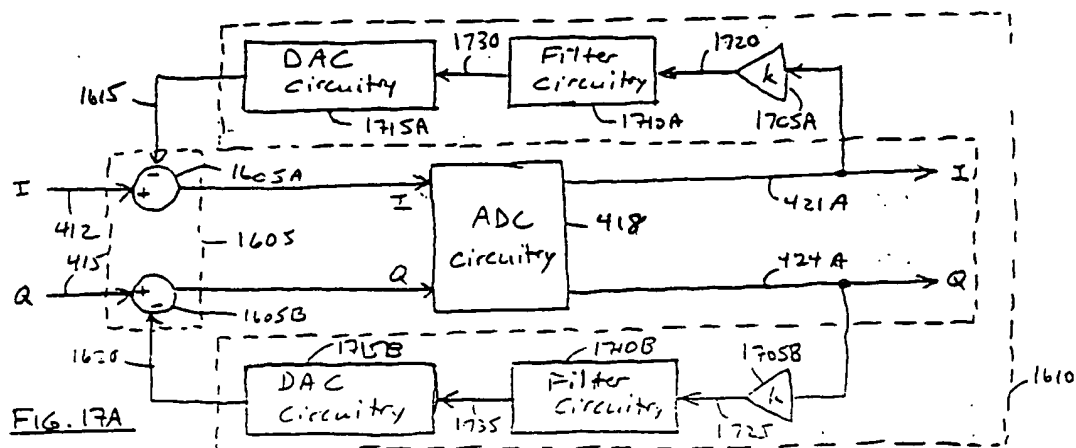 DAC
Circuitry
1730
Filter
Circuitry
1720
k
1615
1715A
1710A
1705A
I
+
-
1605A
I
ADC
Circuitry
418
421A
I
412
1605
415
Q
+
-
1605B
Q
424A
Q
1620
1715B
DAC
Circuitry
1735
1710B
Filter
Circuitry
1725
1705B
k
1610
FIG. 17A